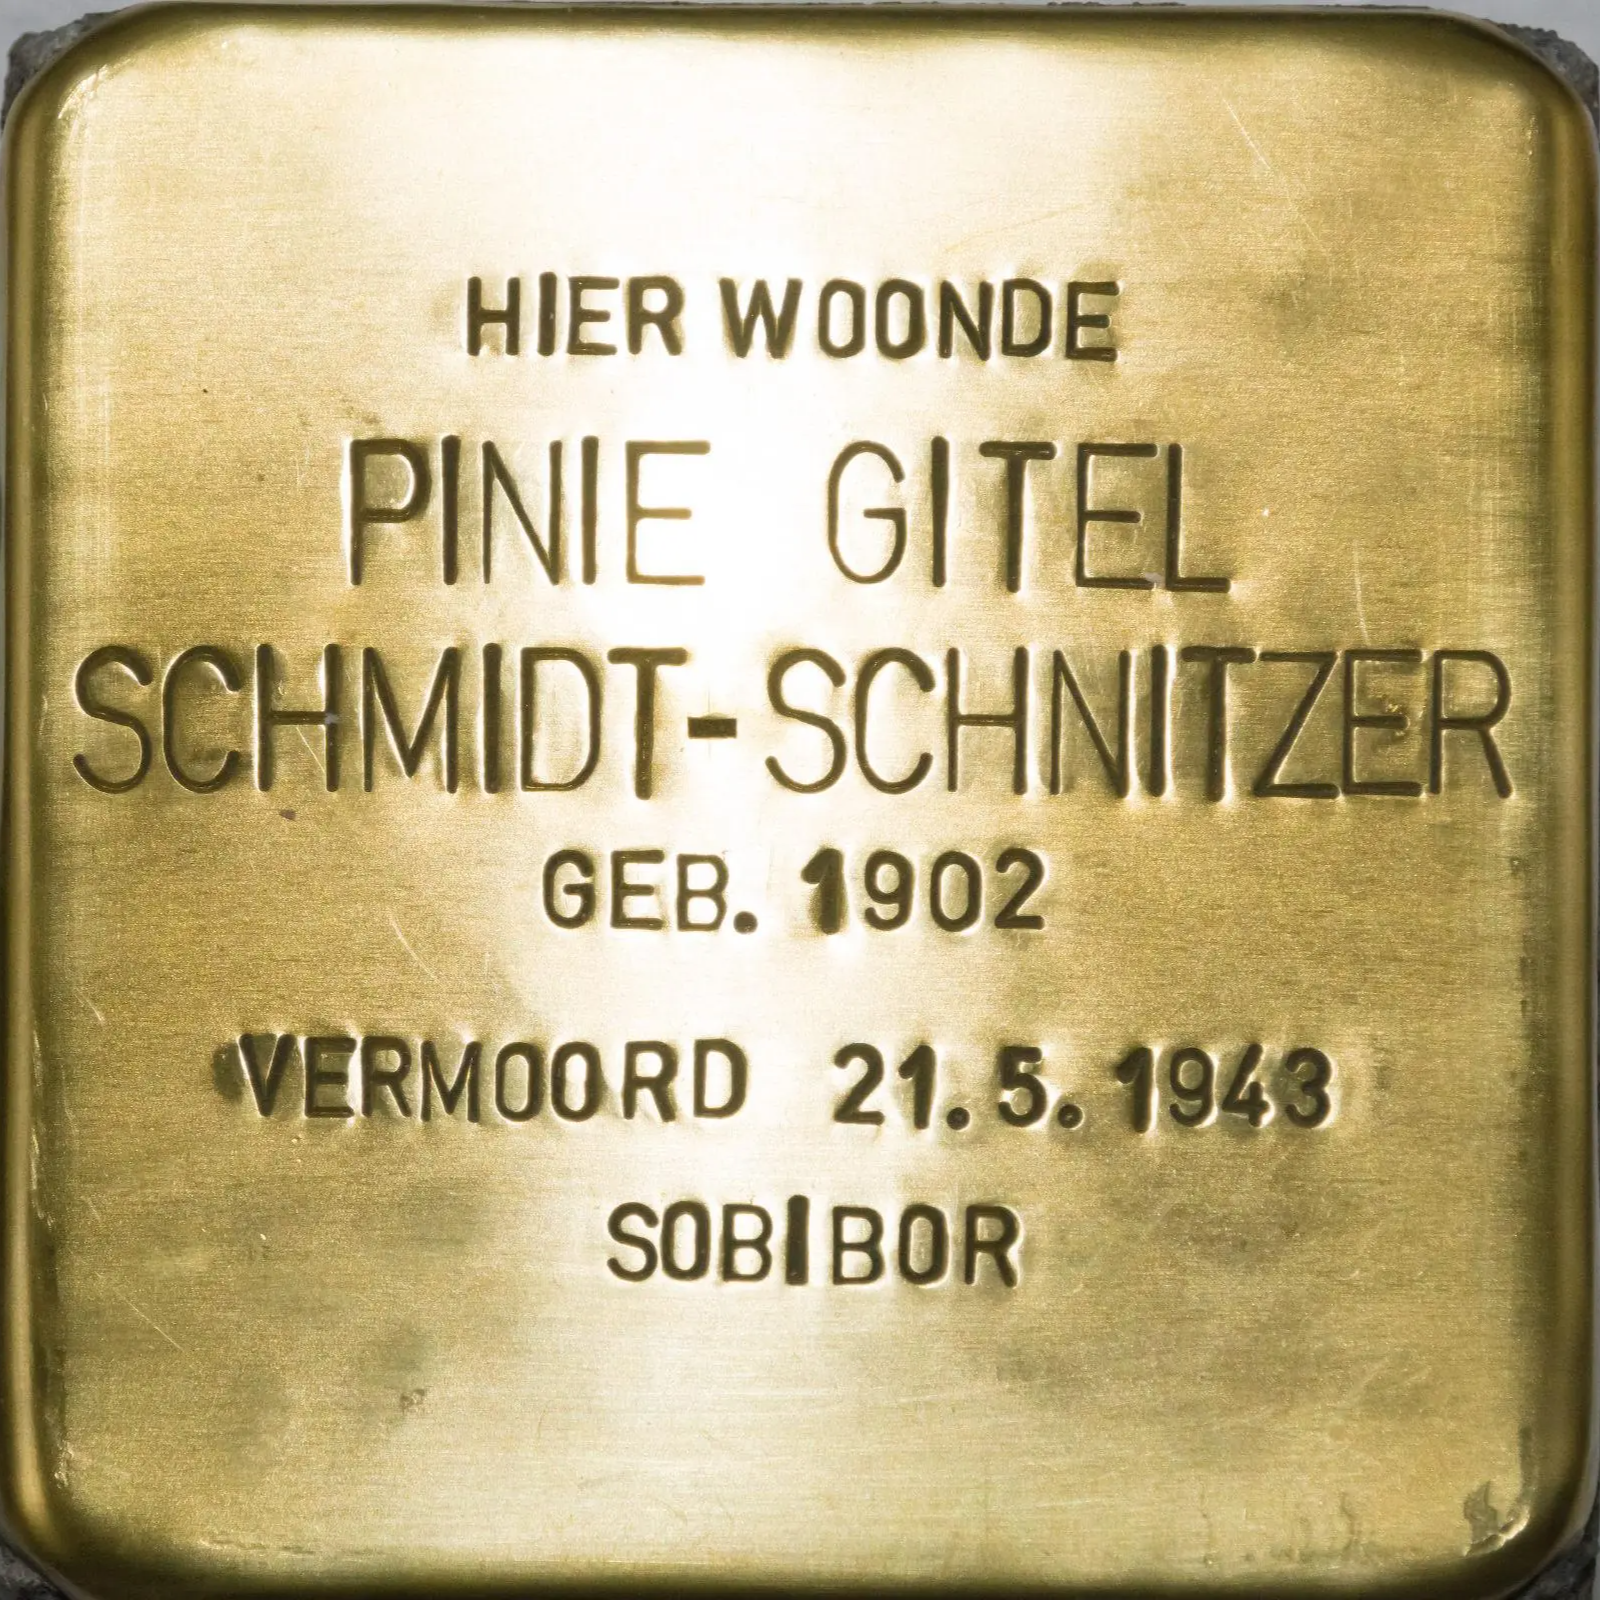 HIER WOONDE
PINIE GITEL
SCHMIDT-SCHNITZER
GEB. 1902
VERMOORD 21.5.1943
SOBIBOR